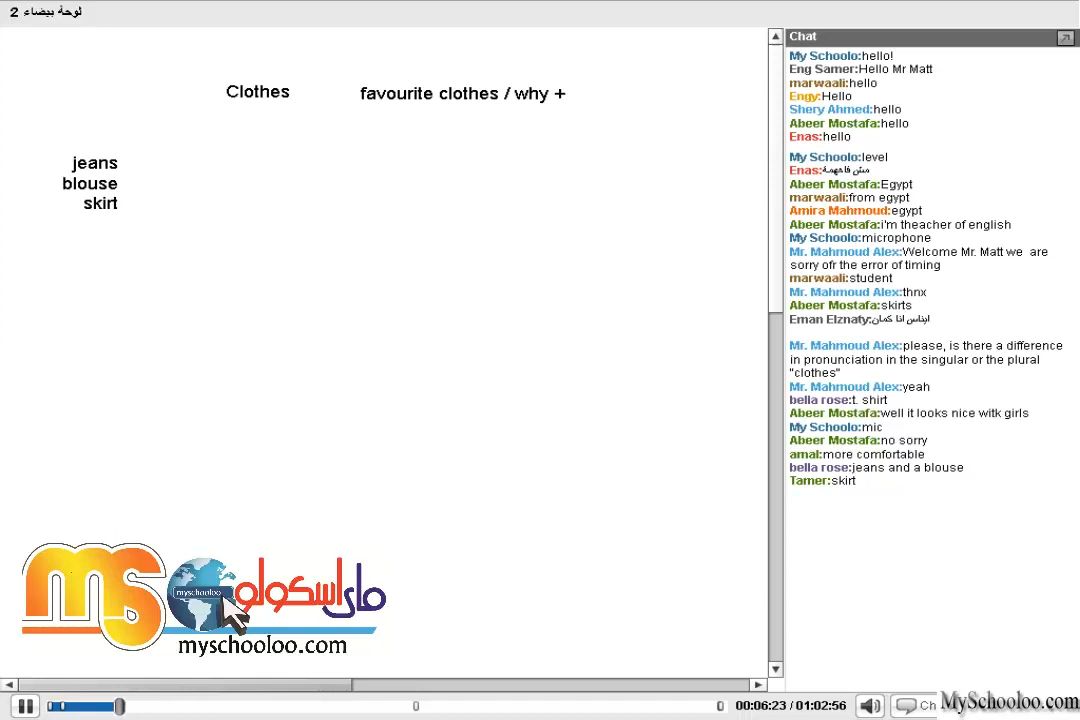 لوحة بيضاء 2
Clothes
favourite clothes / why +
jeans
blouse
skirt
ms
myschooloo
ماى اسكولو
myschooloo.com
Chat
My Schoolo:hello!
Eng Samer:Hello Mr Matt
marwaali:hello
Engy:Hello
Shery Ahmed:hello
Abeer Mostafa:hello
Enas:hello
My Schoolo:level
Enas:مش فاهمة
Abeer Mostafa:Egypt
marwaali:from egypt
Amira Mahmoud:egypt
Abeer Mostafa:i'm theacher of english
My Schoolo:microphone
Mr. Mahmoud Alex:Welcome Mr. Matt we are
sorry ofr the error of timing
marwaali:student
Mr. Mahmoud Alex:thnx
Abeer Mostafa:skirts
Eman Elznaty:ايناس انا كمان
Mr. Mahmoud Alex:please, is there a difference
in pronunciation in the singular or the plural
"clothes"
Mr. Mahmoud Alex:yeah
bella rose:t. shirt
Abeer Mostafa:well it looks nice witk girls
My Schoolo:mic
Abeer Mostafa:no sorry
amal:more comfortable
bella rose:jeans and a blouse
Tamer:skirt
00:06:23 / 01:02:56
Ch
MySchooloo.com